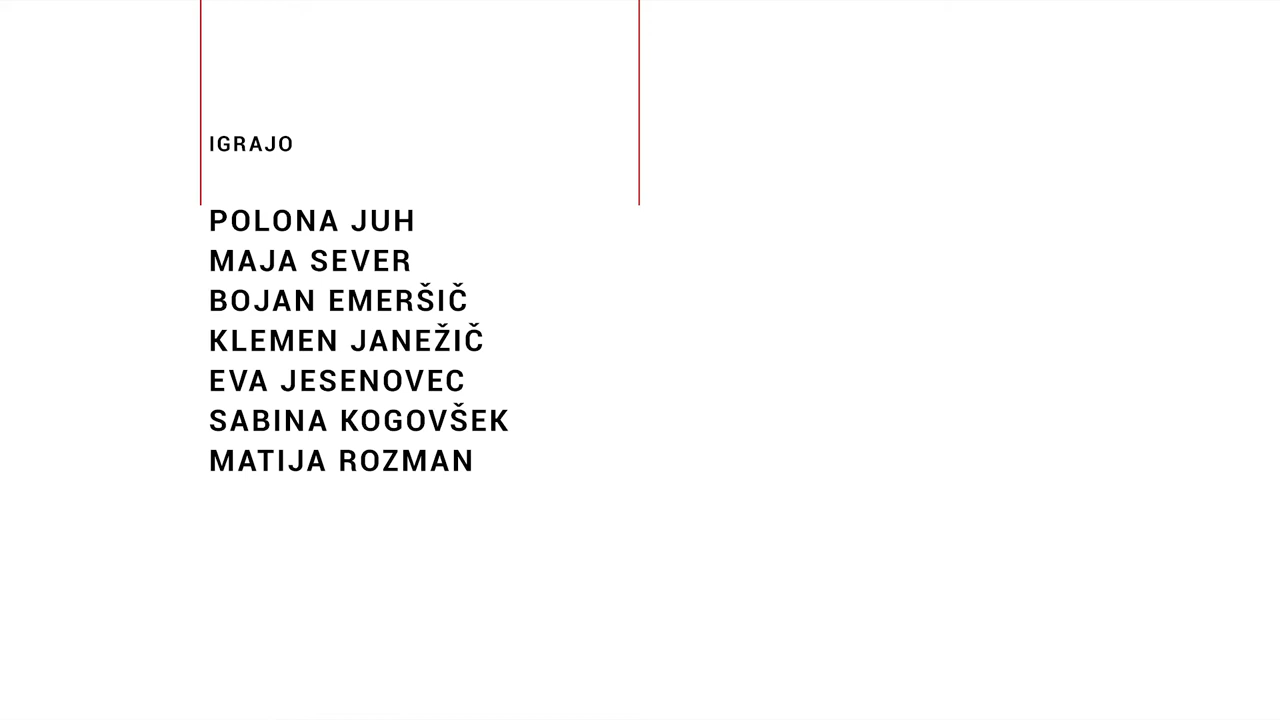 IGRAJO
POLONA JUH
MAJA SEVER
BOJAN EMERŠIČ
KLEMEN JANEŽIČ
EVA JESENOVEC
SABINA KOGOVŠEK
MATIJA ROZMAN